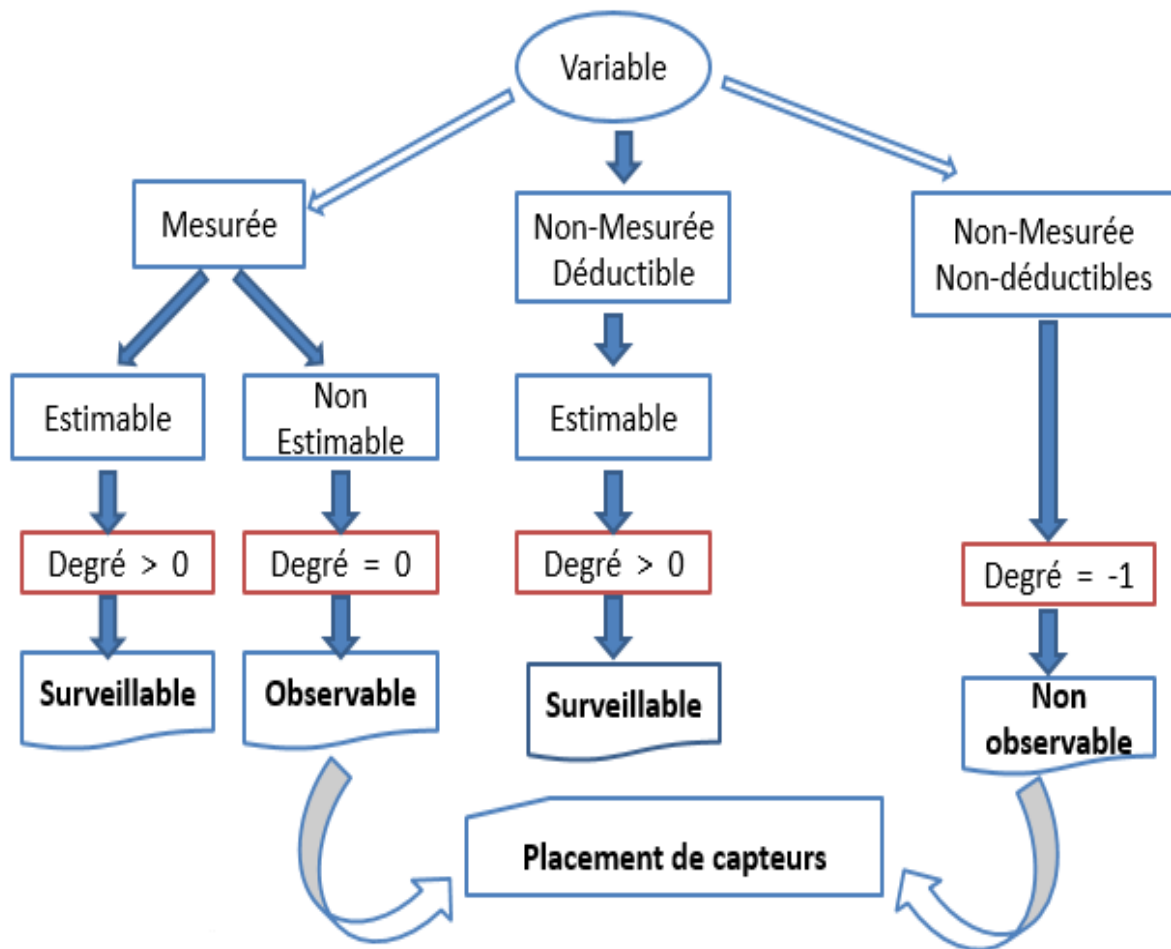 Variable
Mesurée
Non-Mesurée
Déductible
Non-Mesurée
Non-déductibles
Estimable
Non
Estimable
Estimable
Degré > 0
Degré = 0
Degré > 0
Degré = -1
Surveillable
Observable
Surveillable
Non
observable
Placement de capteurs